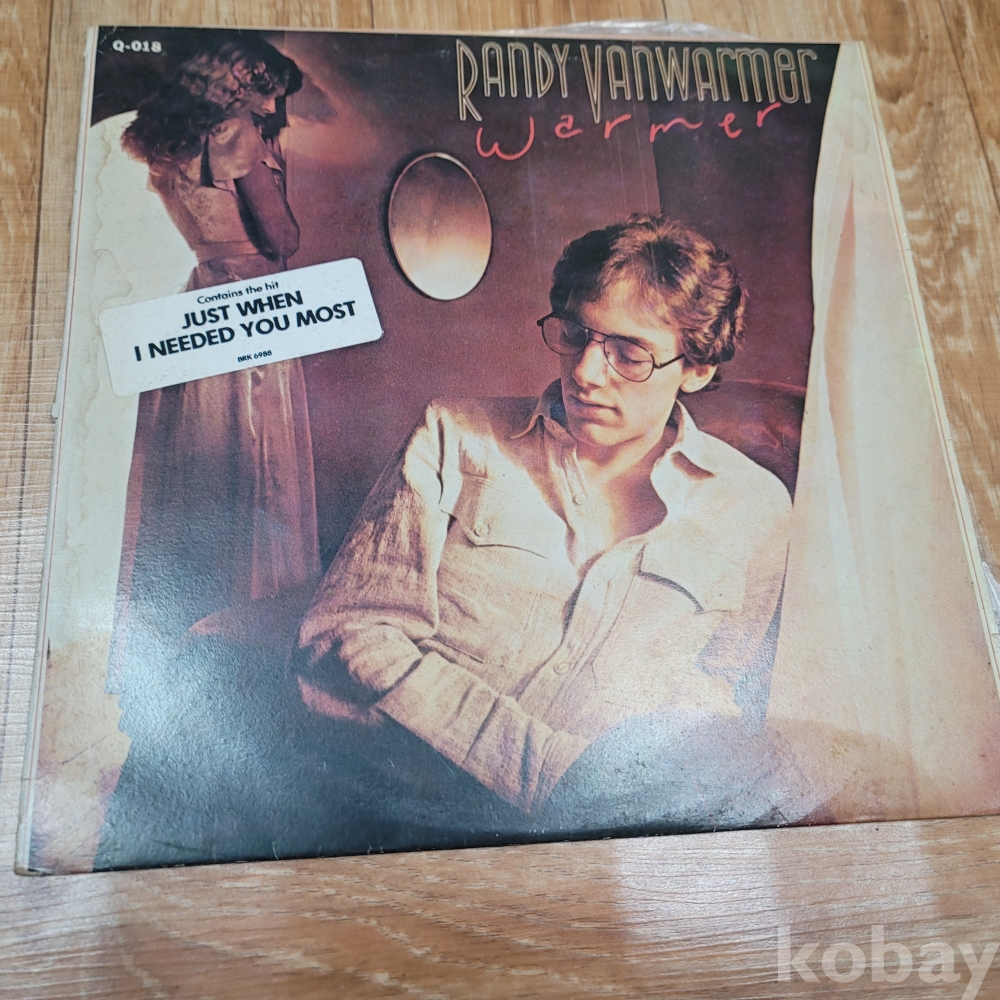 Q-018
RANDY VANWARMER
Warmer
Contains the hit
JUST WHEN
I NEEDED YOU MOST
BRK 6988
kobay